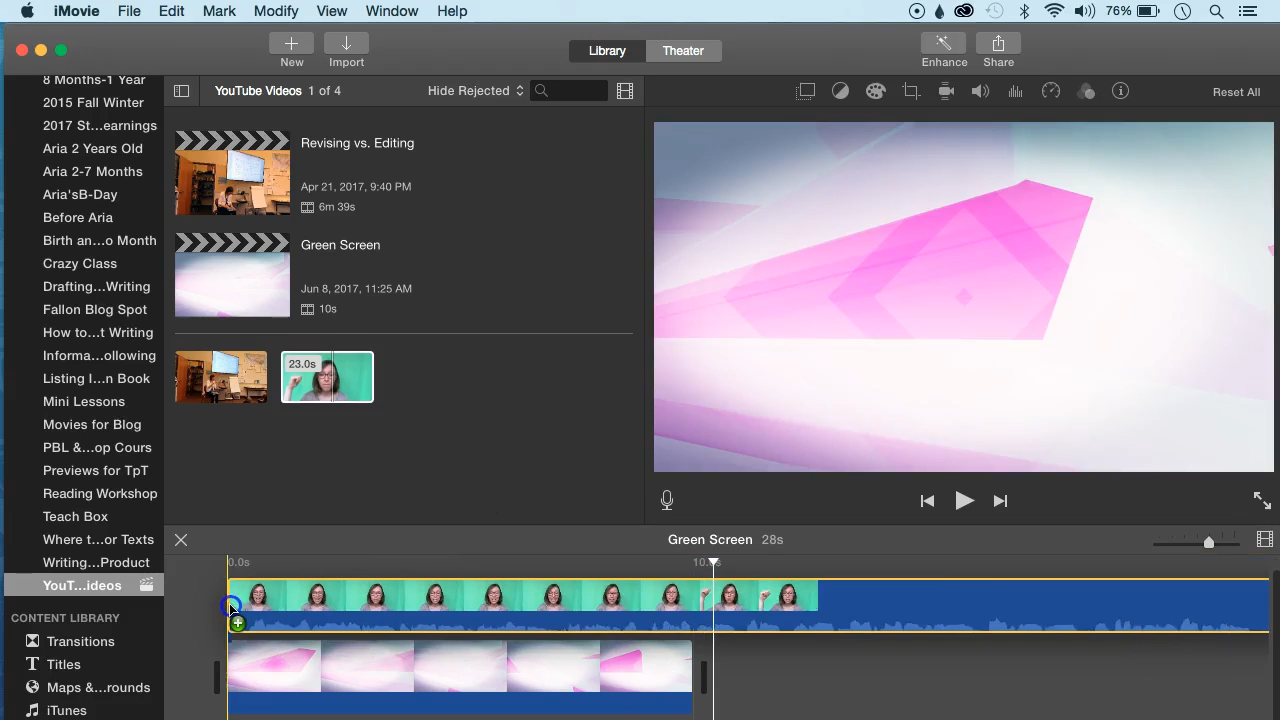 iMovie File Edit Mark Modify View Window Help 76%
New Import Library Theater Enhance Share
8 Months-1 Year
2015 Fall Winter
2017 St...earnings
Aria 2 Years Old
Aria 2-7 Months
Aria'sB-Day
Before Aria
Birth an...o Month
Crazy Class
Drafting...Writing
Fallon Blog Spot
How to...t Writing
Informa...ollowing
Listing I...n Book
Mini Lessons
Movies for Blog
PBL &...op Cours
Previews for TpT
Reading Workshop
Teach Box
Where t...or Texts
Writing...Product
YouT...ideos
CONTENT LIBRARY
Transitions
T Titles
Maps &...rounds
iTunes
YouTube Videos 1 of 4 Hide Rejected
Revising vs. Editing
Apr 21, 2017, 9:40 PM
6m 39s
Green Screen
Jun 8, 2017, 11:25 AM
10s
23.0s
Reset All
Green Screen 28s
0.0s 10.0s